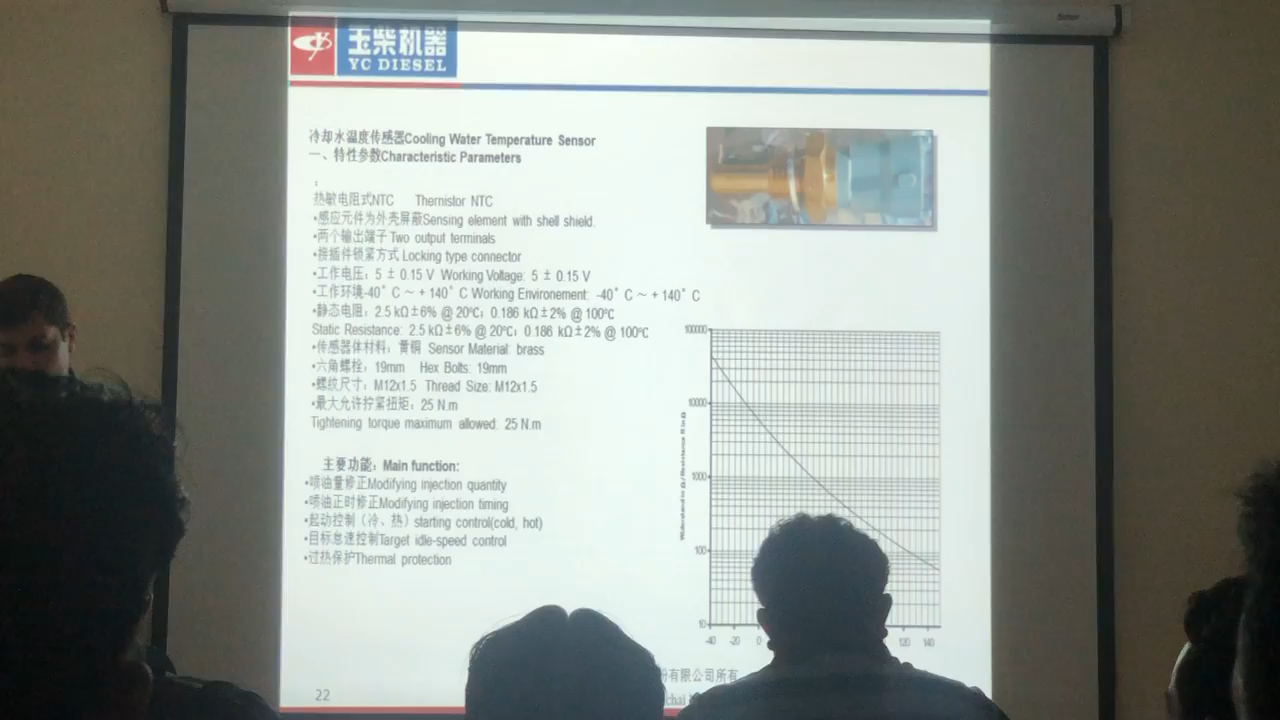 玉柴机器
YC DIESEL
冷却水温度传感器Cooling Water Temperature Sensor
一、特性参数Characteristic Parameters
:
热敏电阻式NTC Thernistor NTC
•感应元件为外壳屏蔽Sensing element with shell shield.
•两个输出端子 Two output terminals
•接插件锁紧方式 Locking type connector
•工作电压：5 ± 0.15 V Working Voltage: 5 ± 0.15 V
•工作环境-40° C ~ + 140° C Working Environement: -40° C ~ + 140° C
•静态电阻：2.5 kΩ±6% @ 20℃；0.186 kΩ±2% @ 100℃
Static Resistance: 2.5 kΩ±6% @ 20℃；0.186 kΩ±2% @ 100℃
•传感器体材料：黄铜 Sensor Material: brass
•六角螺栓：19mm Hex Bolts: 19mm
•螺纹尺寸：M12x1.5 Thread Size: M12x1.5
•最大允许拧紧扭矩：25 N.m
Tightening torque maximum allowed: 25 N.m
主要功能：Main function:
•喷油量修正Modifying injection quantity
•喷油正时修正Modifying injection timing
•起动控制（冷、热）starting control(cold, hot)
•目标怠速控制Target idle-speed control
•过热保护Thermal protection
100000
10000
1000
100
10
-40 -20 0 120 140
份有限公司所有
chai
22